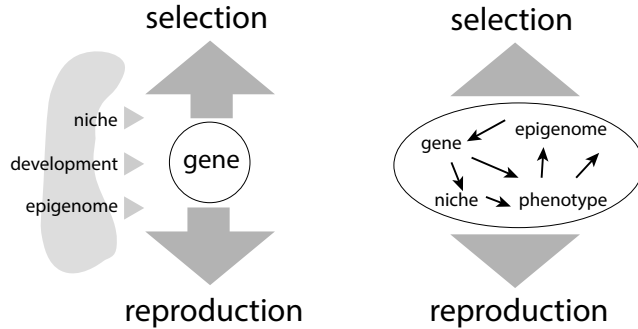 selection
niche
development
epigenome
gene
reproduction
selection
gene
epigenome
niche
phenotype
reproduction